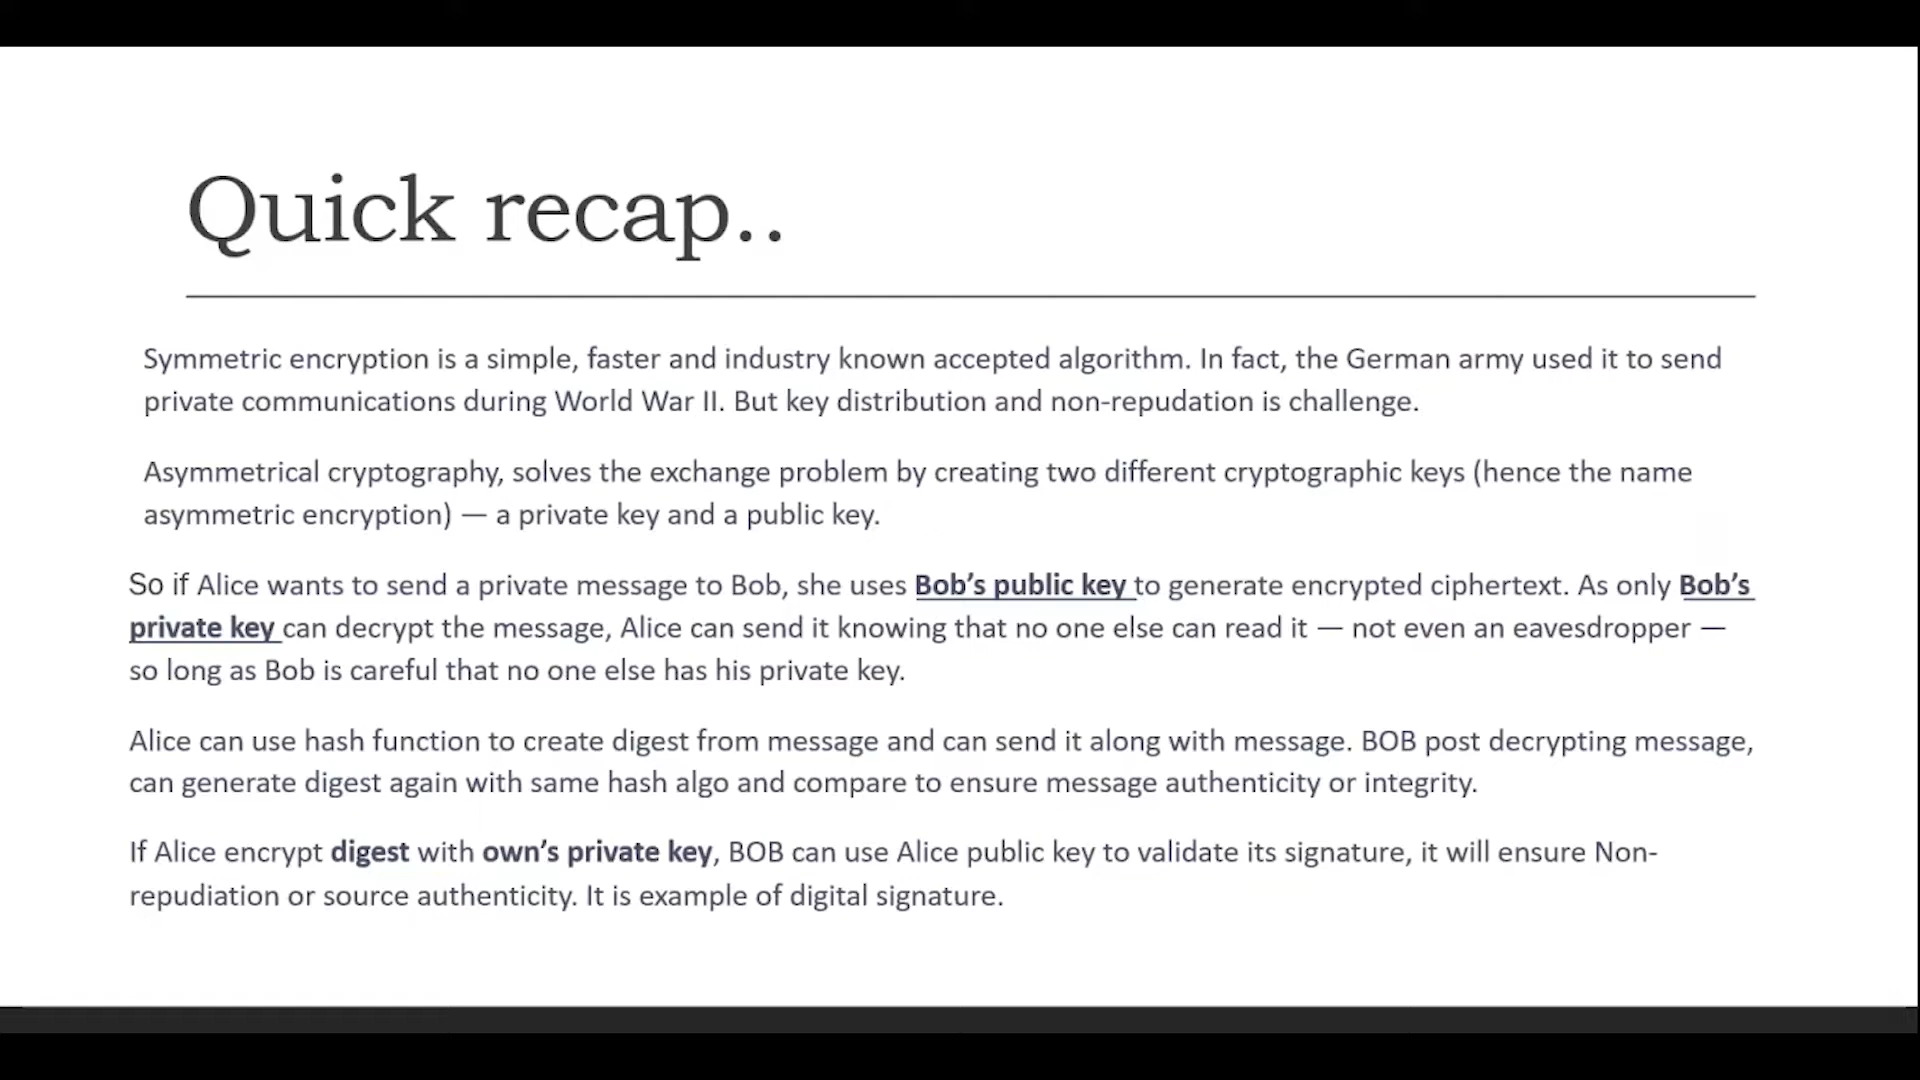 Quick recap..
Symmetric encryption is a simple, faster and industry known accepted algorithm. In fact, the German army used it to send
private communications during World War II. But key distribution and non-repudation is challenge.
Asymmetrical cryptography, solves the exchange problem by creating two different cryptographic keys (hence the name
asymmetric encryption) — a private key and a public key.
So if Alice wants to send a private message to Bob, she uses Bob’s public key to generate encrypted ciphertext. As only Bob’s
private key can decrypt the message, Alice can send it knowing that no one else can read it — not even an eavesdropper —
so long as Bob is careful that no one else has his private key.
Alice can use hash function to create digest from message and can send it along with message. BOB post decrypting message,
can generate digest again with same hash algo and compare to ensure message authenticity or integrity.
If Alice encrypt digest with own’s private key, BOB can use Alice public key to validate its signature, it will ensure Non-
repudiation or source authenticity. It is example of digital signature.